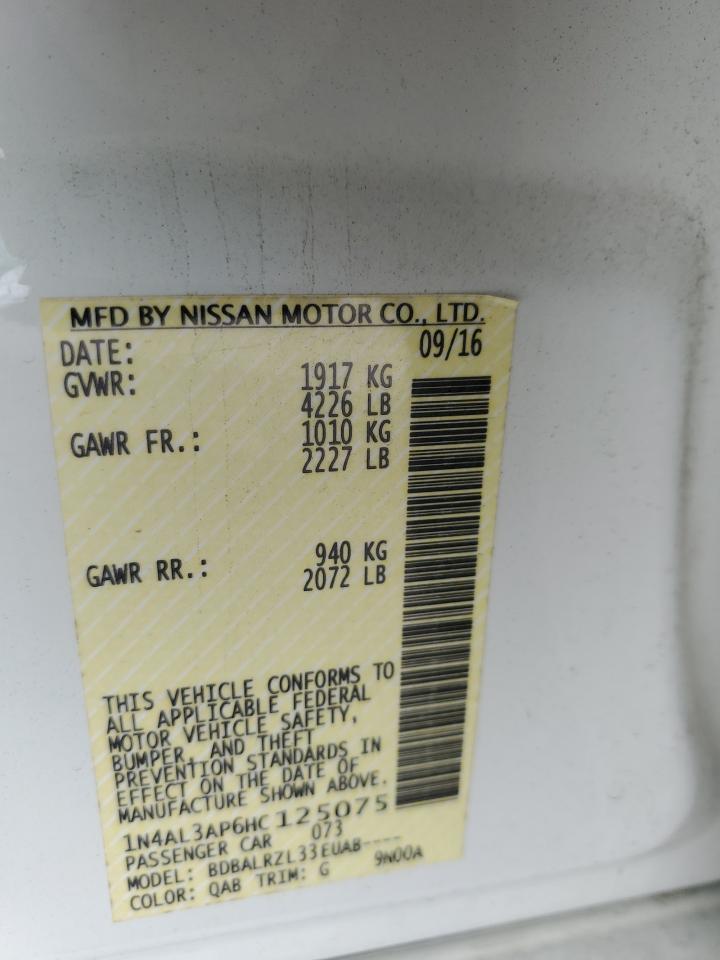 MFD BY NISSAN MOTOR CO., LTD.
DATE: 09/16
GVWR: 1917 KG
4226 LB
GAWR FR.: 1010 KG
2227 LB
GAWR RR.: 940 KG
2072 LB
THIS VEHICLE CONFORMS TO
ALL APPLICABLE FEDERAL
MOTOR VEHICLE SAFETY,
BUMPER, AND THEFT
PREVENTION STANDARDS IN
EFFECT ON THE DATE OF
MANUFACTURE SHOWN ABOVE.
1N4AL3AP6HC125075
PASSENGER CAR 073
MODEL: BDBALRZL33EUAB----
COLOR: QAB TRIM: G 9N00A